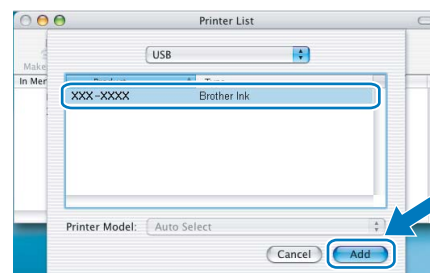 Printer List
USB
Make
In Mer
XXX-XXXX Brother Ink
Printer Model: Auto Select
Cancel Add